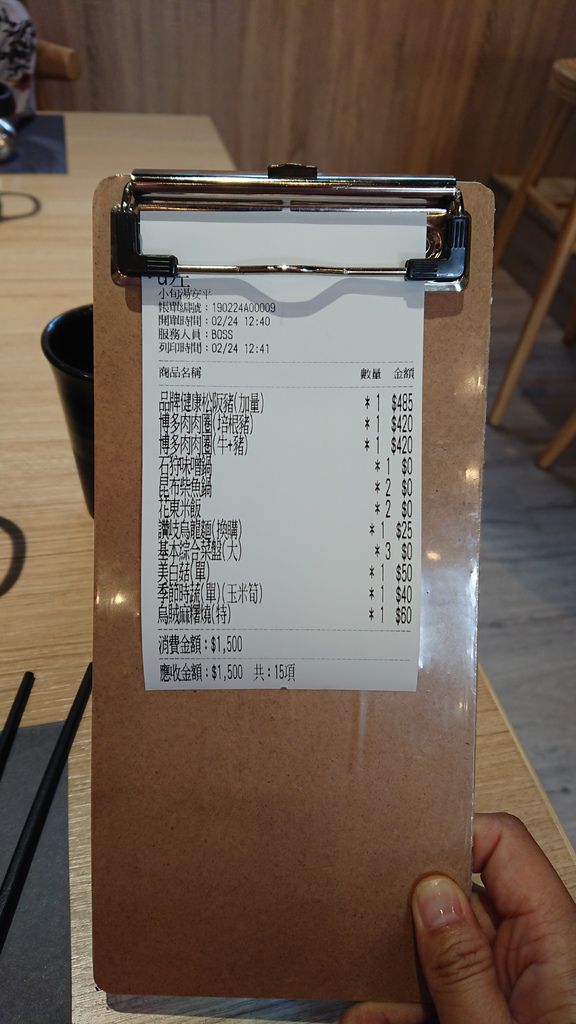 小旬湯安平
帳單編號：190224A00009
開單時間：02/24 12:40
服務人員：BOSS
列印時間：02/24 12:41
商品名稱 數量 金額
品牌健康松阪豬(加量) *1 $485
博多肉肉圈(培根豬) *1 $420
博多肉肉圈(牛+豬) *1 $420
石狩味噌鍋 *1 $0
昆布柴魚鍋 *2 $0
花東米飯 *2 $0
讚岐烏龍麵(換購) *1 $25
基本綜合菜盤(大) *3 $0
美白菇(單) *1 $50
季節時蔬(單)(玉米筍) *1 $40
烏賊麻糬燒(特) *1 $60
消費金額：$1,500
應收金額：$1,500 共：15項